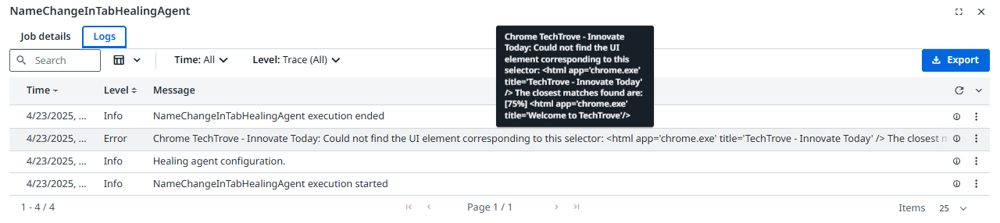 NameChangeInTabHealingAgent
Job details Logs
Search Time: All Level: Trace (All) Export
Chrome TechTrove - Innovate
Today: Could not find the UI
element corresponding to this
selector: <html app='chrome.exe'
title='TechTrove - Innovate Today'
/> The closest matches found are:
[75%] <html app='chrome.exe'
title='Welcome to TechTrove'/>
Time Level Message
4/23/2025, ... Info NameChangeInTabHealingAgent execution ended
4/23/2025, ... Error Chrome TechTrove - Innovate Today: Could not find the UI element corresponding to this selector: <html app='chrome.exe' title='TechTrove - Innovate Today' /> The closest
4/23/2025, ... Info Healing agent configuration.
4/23/2025, ... Info NameChangeInTabHealingAgent execution started
1 - 4 / 4 Page 1 / 1 Items 25